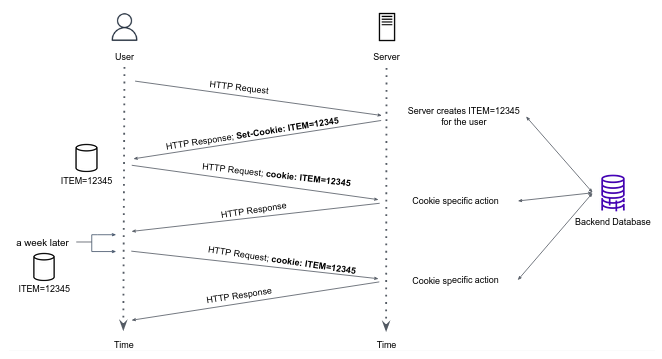 User
Server
HTTP Request
Server creates ITEM=12345
for the user
HTTP Response; Set-Cookie: ITEM=12345
ITEM=12345
HTTP Request; cookie: ITEM=12345
Cookie specific action
HTTP Response
Backend Database
a week later
HTTP Request; cookie: ITEM=12345
ITEM=12345
Cookie specific action
HTTP Response
Time
Time